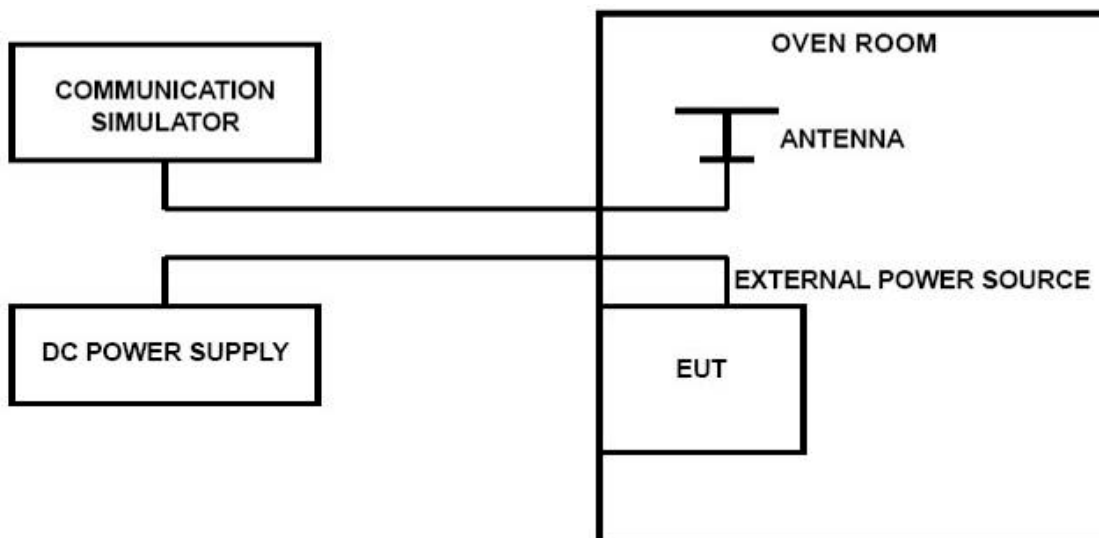 OVEN ROOM
COMMUNICATION
SIMULATOR
ANTENNA
EXTERNAL POWER SOURCE
DC POWER SUPPLY
EUT